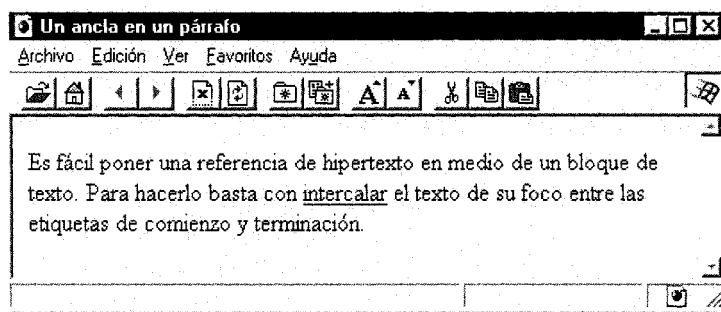 Un ancla en un párrafo
Archivo Edición Ver Favoritos Ayuda
A A
Es fácil poner una referencia de hipertexto en medio de un bloque de
texto. Para hacerlo basta con intercalar el texto de su foco entre las
etiquetas de comienzo y terminación.